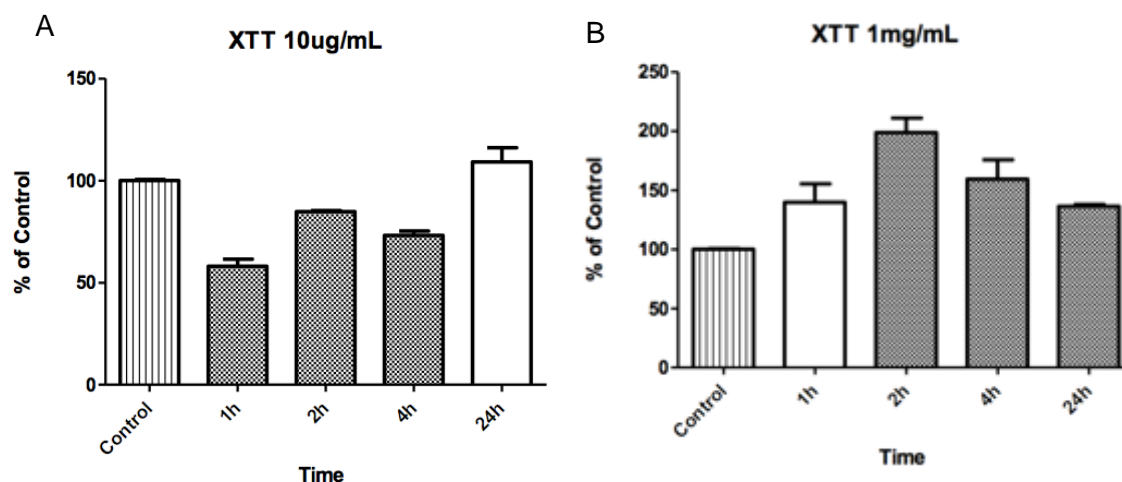 A
XTT 10ug/mL
150
100
50
0
% of Control
Control
1h
2h
4h
24h
Time
B
XTT 1mg/mL
250
200
150
100
50
0
% of Control
Control
1h
2h
4h
24h
Time